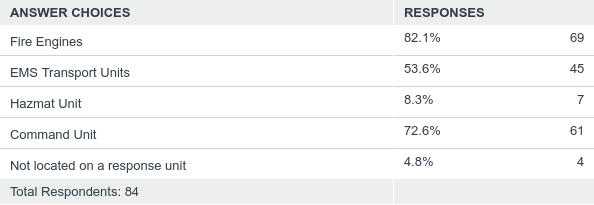 ANSWER CHOICES RESPONSES
Fire Engines 82.1% 69
EMS Transport Units 53.6% 45
Hazmat Unit 8.3% 7
Command Unit 72.6% 61
Not located on a response unit 4.8% 4
Total Respondents: 84